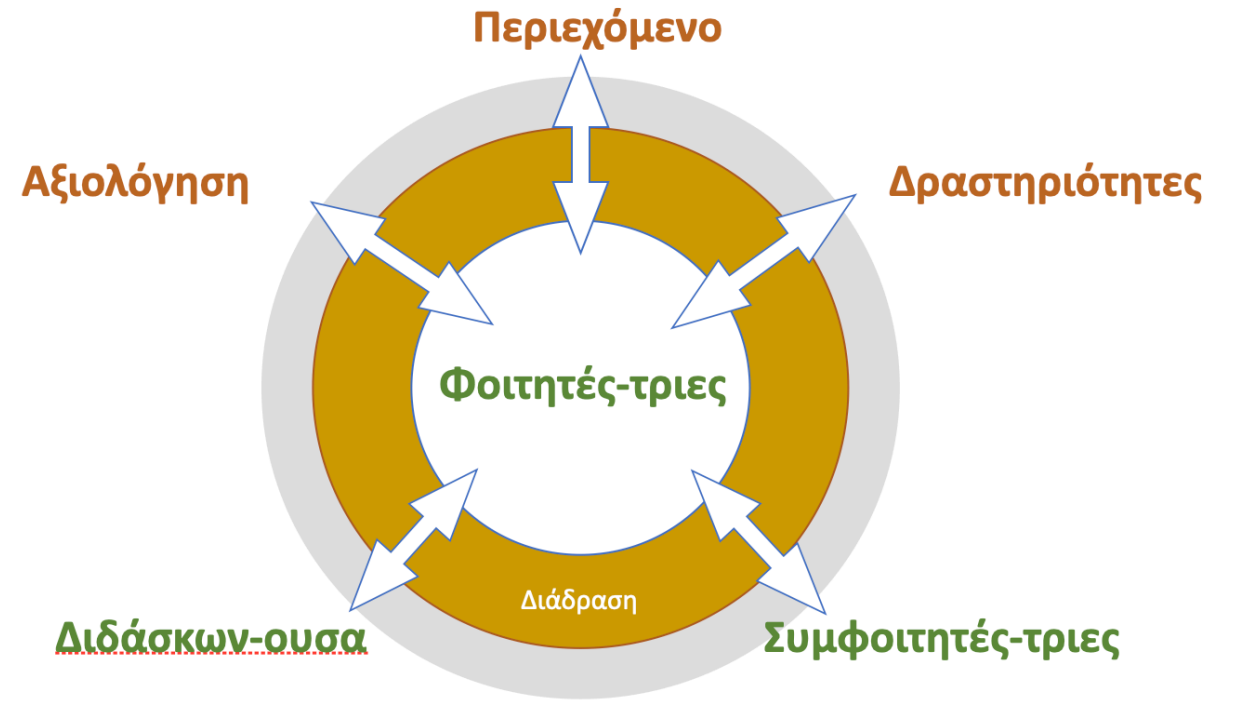 Περιεχόμενο
Αξιολόγηση
Δραστηριότητες
Φοιτητές-τριες
Διάδραση
Διδάσκων-ουσα
Συμφοιτητές-τριες